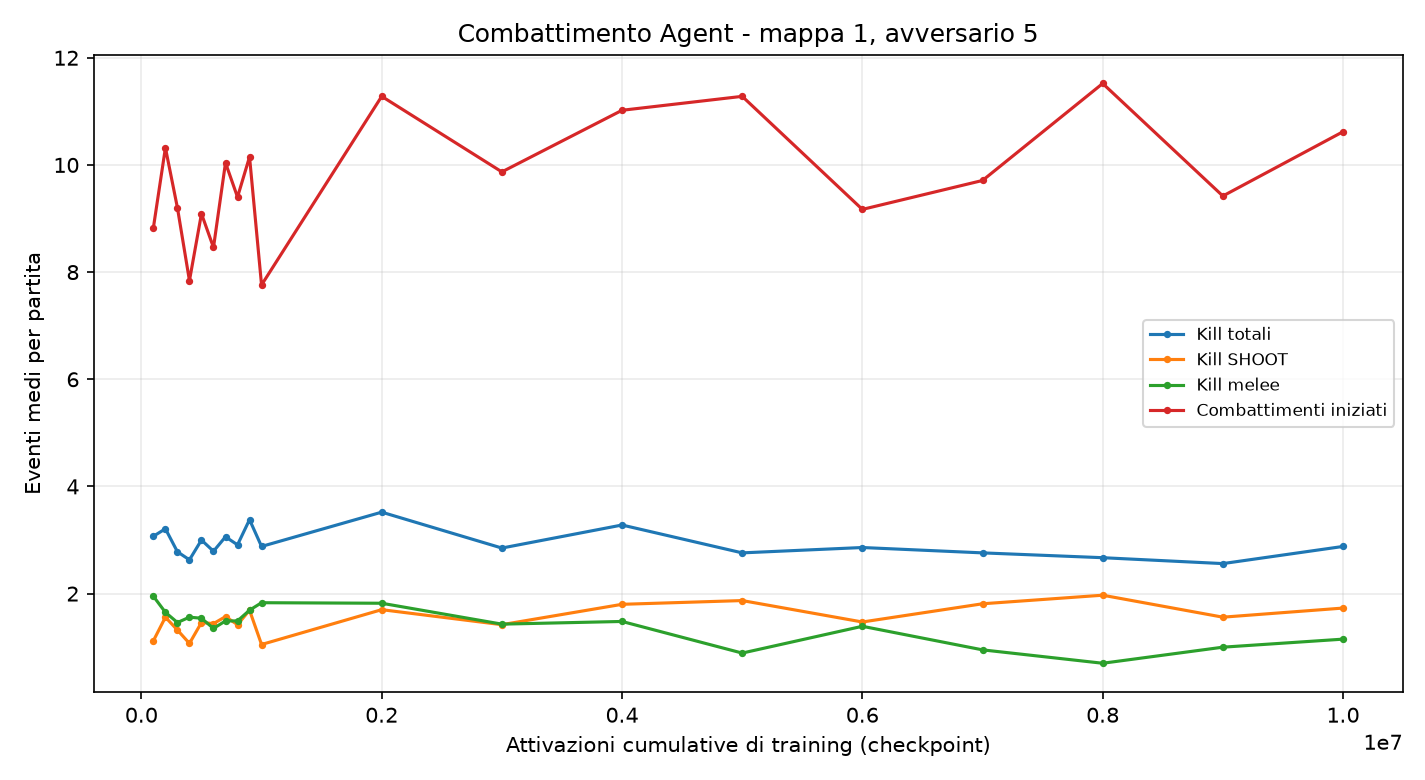 Combattimento Agent - mappa 1, avversario 5
Eventi medi per partita
12
10
8
6
4
2
Kill totali
Kill SHOOT
Kill melee
Combattimenti iniziati
0.0 0.2 0.4 0.6 0.8 1.0
1e7
Attivazioni cumulative di training (checkpoint)